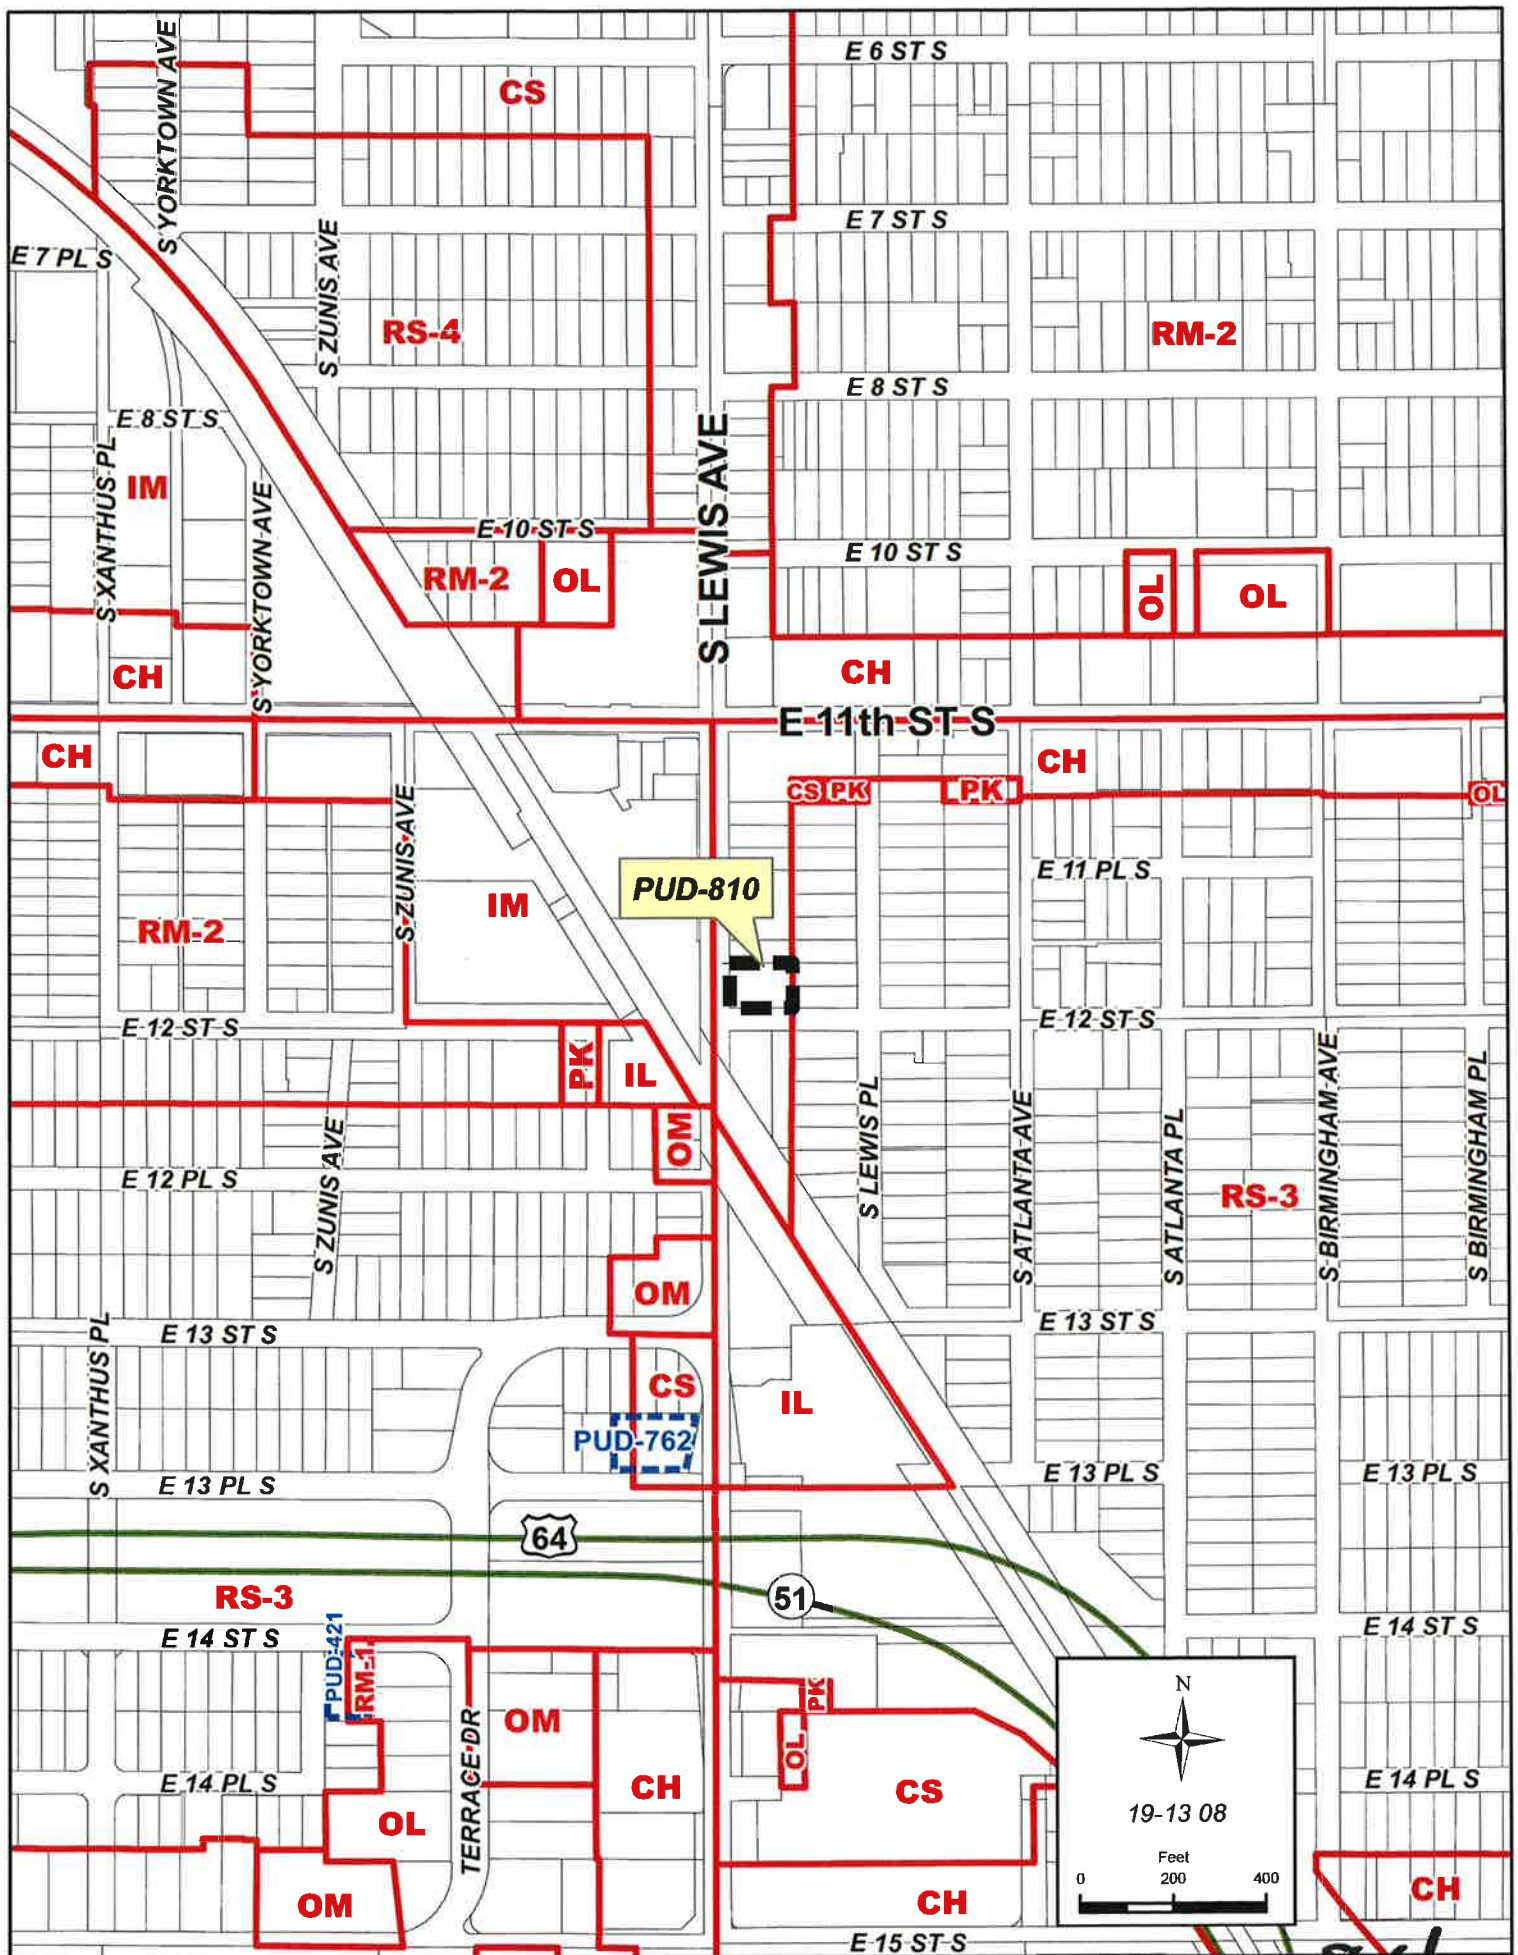 E 6 ST S
CS
S YORKTOWN AVE
E 7 ST S
E 7 PL S
S ZUNIS AVE
RS-4
RM-2
E 8 ST S
E 8 ST S
S XANTHUS PL
IM
S YORKTOWN AVE
S LEWIS AVE
E 10 ST S
E 10 ST S
RM-2
OL
OL
OL
CH
CH
E 11th ST S
CH
CH
CS
PK
PK
OL
S ZUNIS AVE
E 11 PL S
PUD-810
IM
RM-2
E 12 ST S
E 12 ST S
PK
IL
OM
S LEWIS PL
S ATLANTA AVE
S ATLANTA PL
S BIRMINGHAM AVE
S BIRMINGHAM PL
E 12 PL S
S ZUNIS AVE
RS-3
OM
E 13 ST S
E 13 ST S
S XANTHUS PL
CS
IL
PUD-762
E 13 PL S
E 13 PL S
E 13 PL S
64
51
RS-3
E 14 ST S
E 14 ST S
PUD-421
RM-1
PK
OM
OL
TERRACE DR
E 14 PL S
E 14 PL S
CH
CS
OL
OM
CH
CH
E 15 ST S
N
19-13 08
Feet
0 200 400